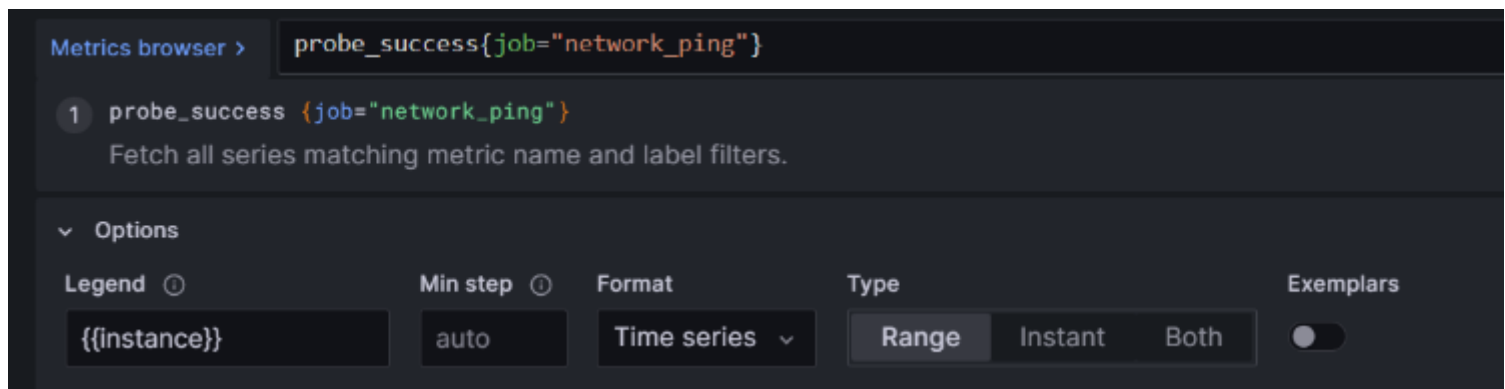 Metrics browser > probe_success{job="network_ping"}
1 probe_success {job="network_ping"}
Fetch all series matching metric name and label filters.
Options
Legend Min step Format Type Exemplars
{{instance}} auto Time series Range Instant Both